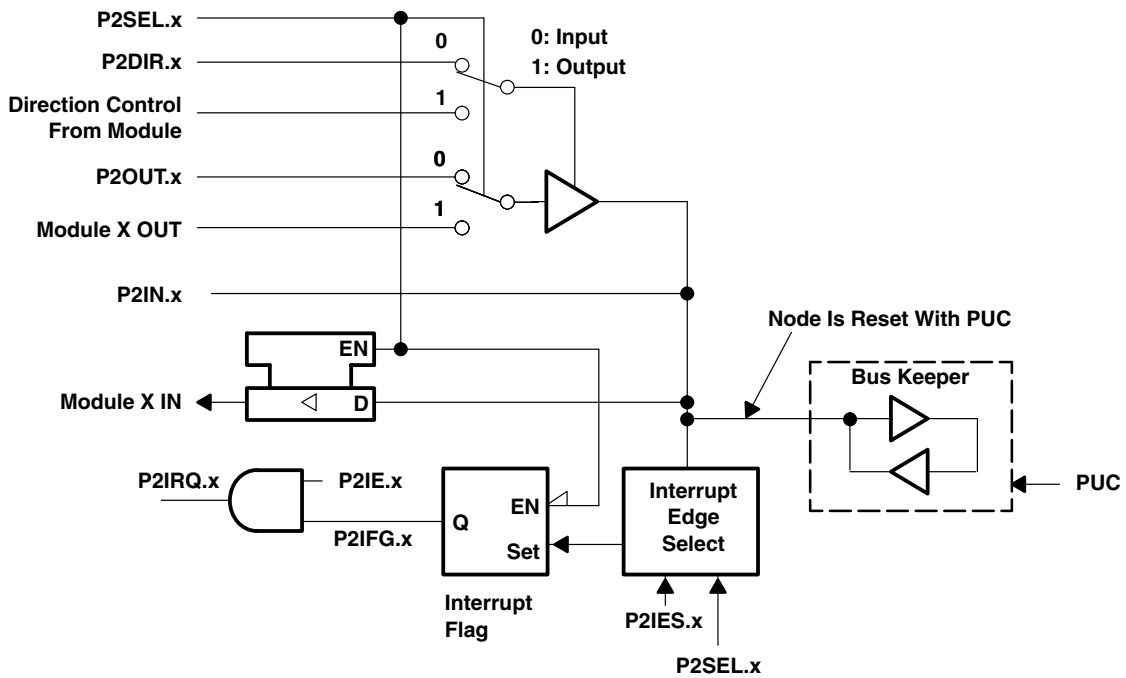 P2SEL.x
0
0: Input
1: Output
P2DIR.x
1
Direction Control
From Module
0
P2OUT.x
1
Module X OUT
P2IN.x
Node Is Reset With PUC
EN
Bus Keeper
Module X IN
D
P2IRQ.x
P2IE.x
EN
Interrupt
Edge
Select
PUC
Q
P2IFG.x
Set
Interrupt
Flag
P2IES.x
P2SEL.x